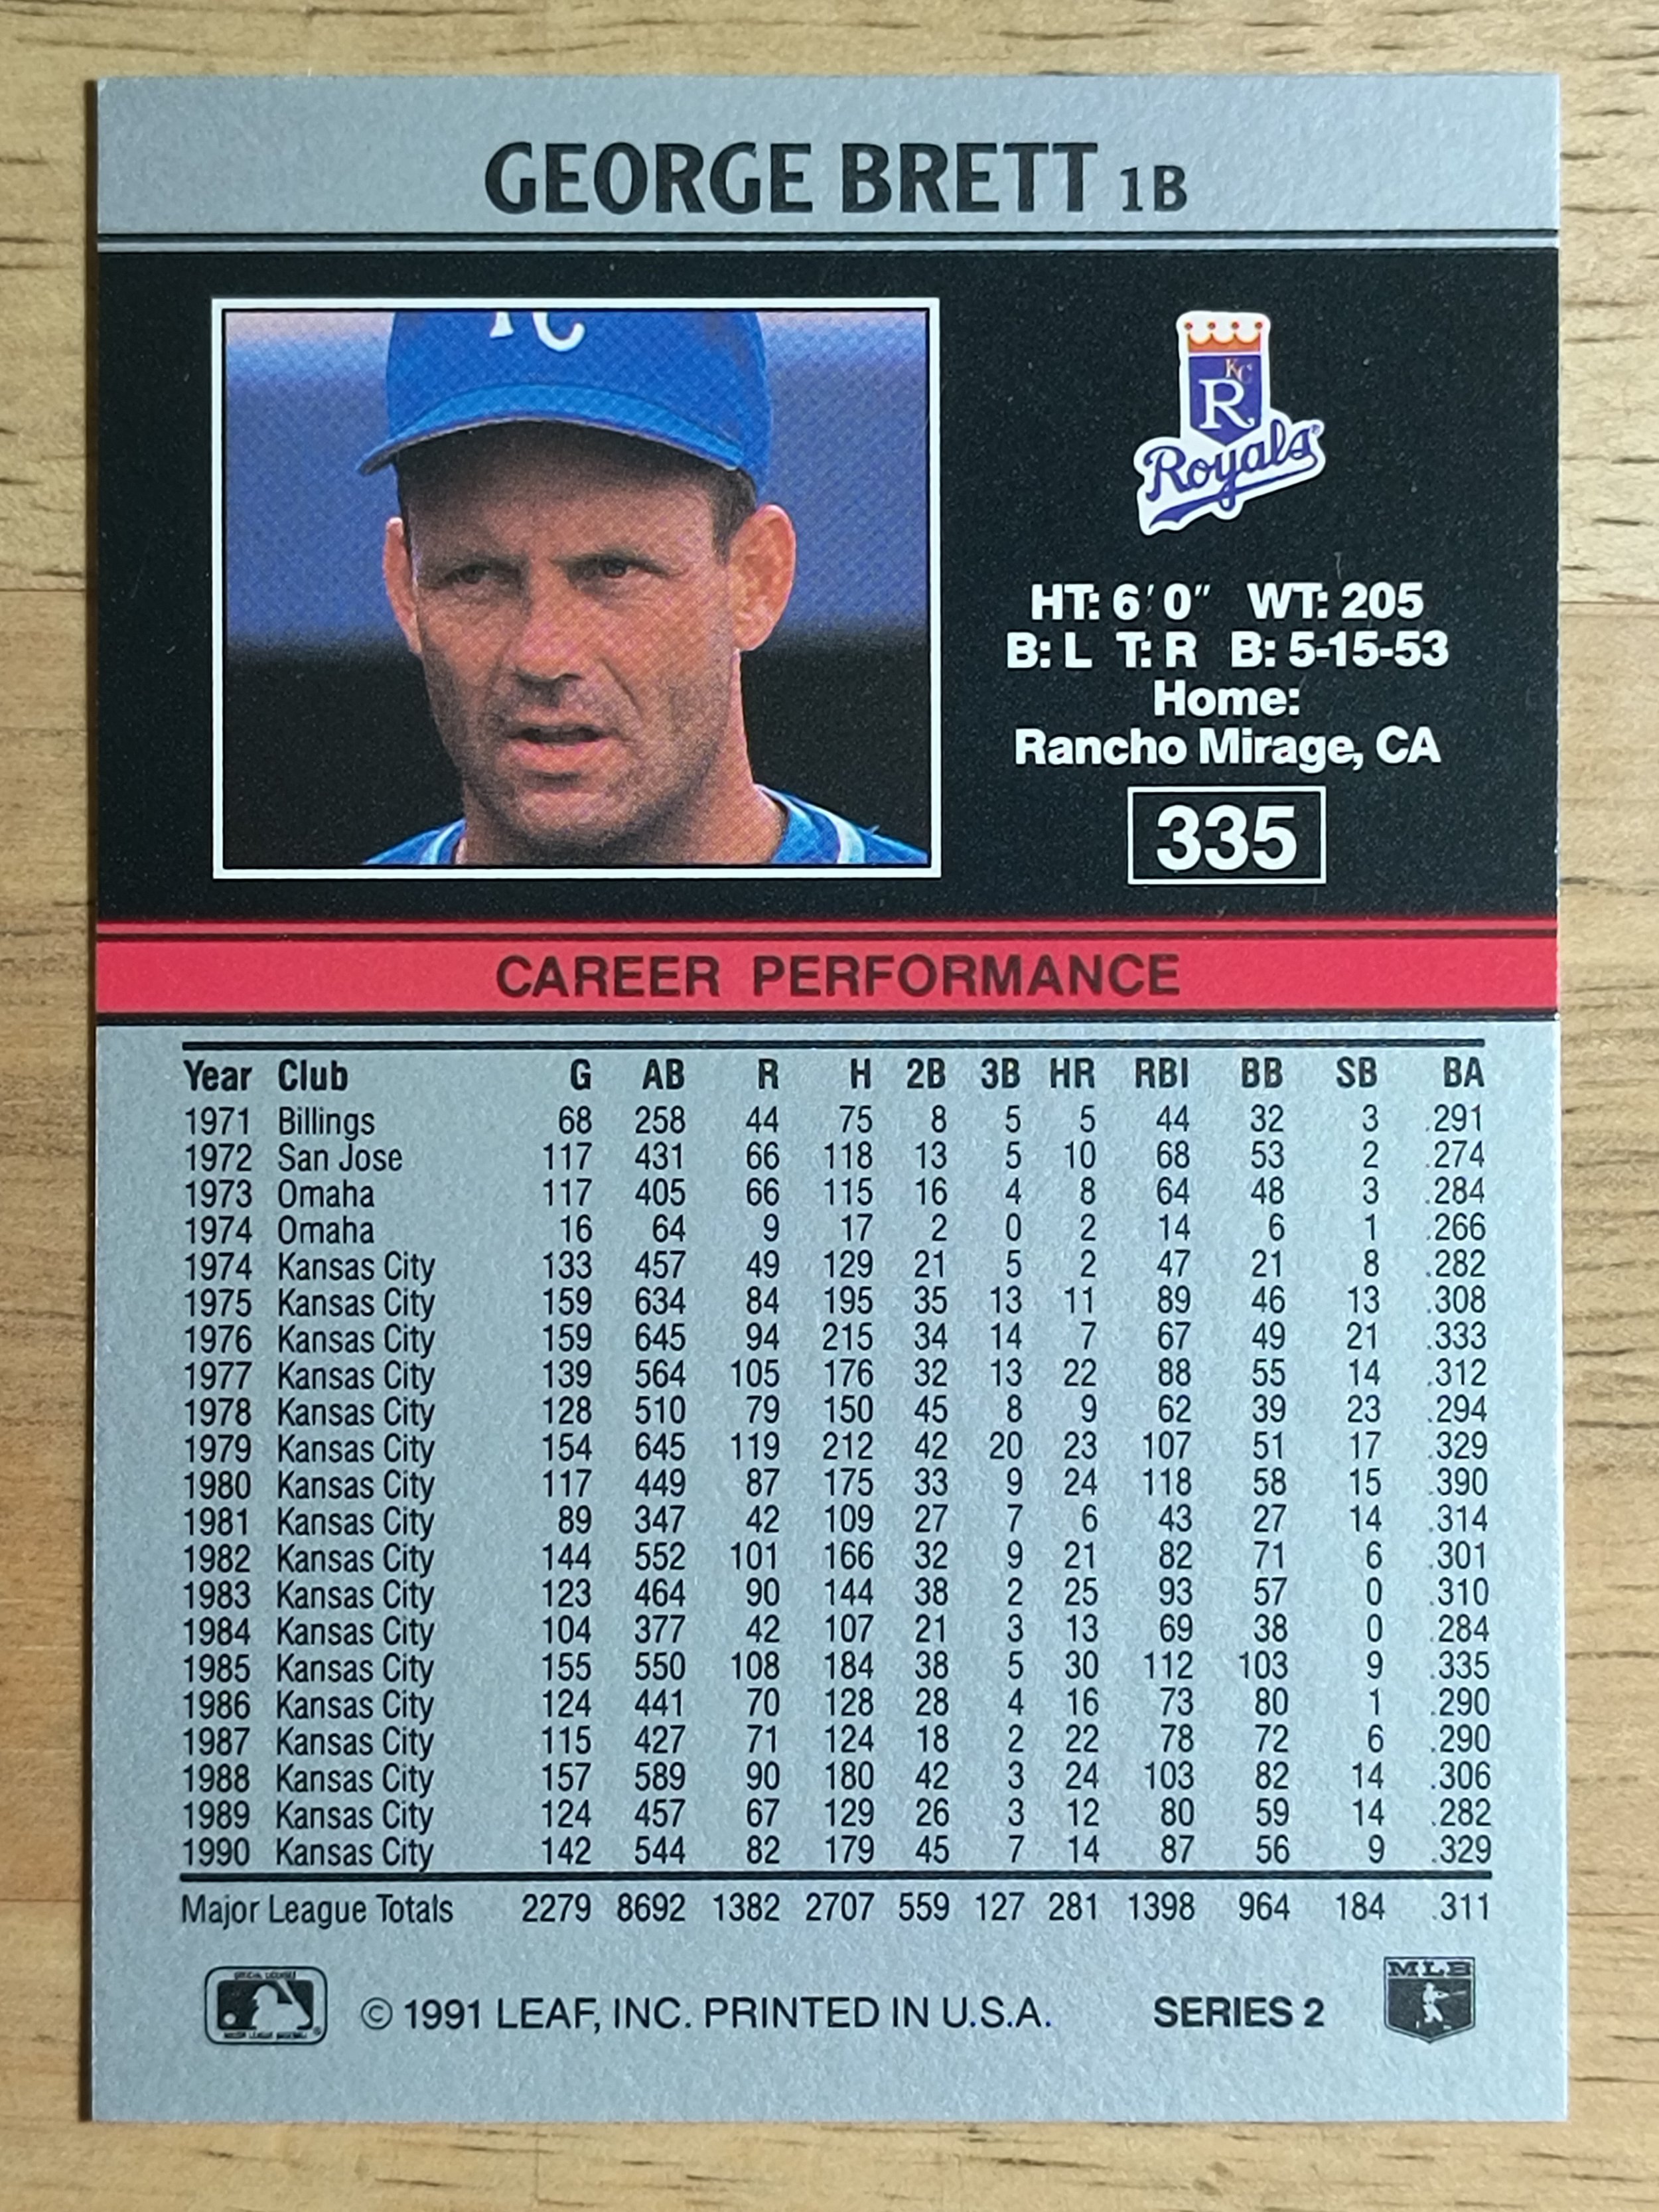 GEORGE BRETT 1B
KC
KC
R
Royals
HT: 6'0" WT: 205
B: L T: R B: 5-15-53
Home:
Rancho Mirage, CA
335
CAREER PERFORMANCE
Year Club G AB R H 2B 3B HR RBI BB SB BA
1971 Billings 68 258 44 75 8 5 5 44 32 3 .291
1972 San Jose 117 431 66 118 13 5 10 68 53 2 .274
1973 Omaha 117 405 66 115 16 4 8 64 48 3 .284
1974 Omaha 16 64 9 17 2 0 2 14 6 1 .266
1974 Kansas City 133 457 49 129 21 5 2 47 21 8 .282
1975 Kansas City 159 634 84 195 35 13 11 89 46 13 .308
1976 Kansas City 159 645 94 215 34 14 7 67 49 21 .333
1977 Kansas City 139 564 105 176 32 13 22 88 55 14 .312
1978 Kansas City 128 510 79 150 45 8 9 62 39 23 .294
1979 Kansas City 154 645 119 212 42 20 23 107 51 17 .329
1980 Kansas City 117 449 87 175 33 9 24 118 58 15 .390
1981 Kansas City 89 347 42 109 27 7 6 43 27 14 .314
1982 Kansas City 144 552 101 166 32 9 21 82 71 6 .301
1983 Kansas City 123 464 90 144 38 2 25 93 57 0 .310
1984 Kansas City 104 377 42 107 21 3 13 69 38 0 .284
1985 Kansas City 155 550 108 184 38 5 30 112 103 9 .335
1986 Kansas City 124 441 70 128 28 4 16 73 80 1 .290
1987 Kansas City 115 427 71 124 18 2 22 78 72 6 .290
1988 Kansas City 157 589 90 180 42 3 24 103 82 14 .306
1989 Kansas City 124 457 67 129 26 3 12 80 59 14 .282
1990 Kansas City 142 544 82 179 45 7 14 87 56 9 .329
Major League Totals 2279 8692 1382 2707 559 127 281 1398 964 184 .311
© 1991 LEAF, INC. PRINTED IN U.S.A. SERIES 2
MLB